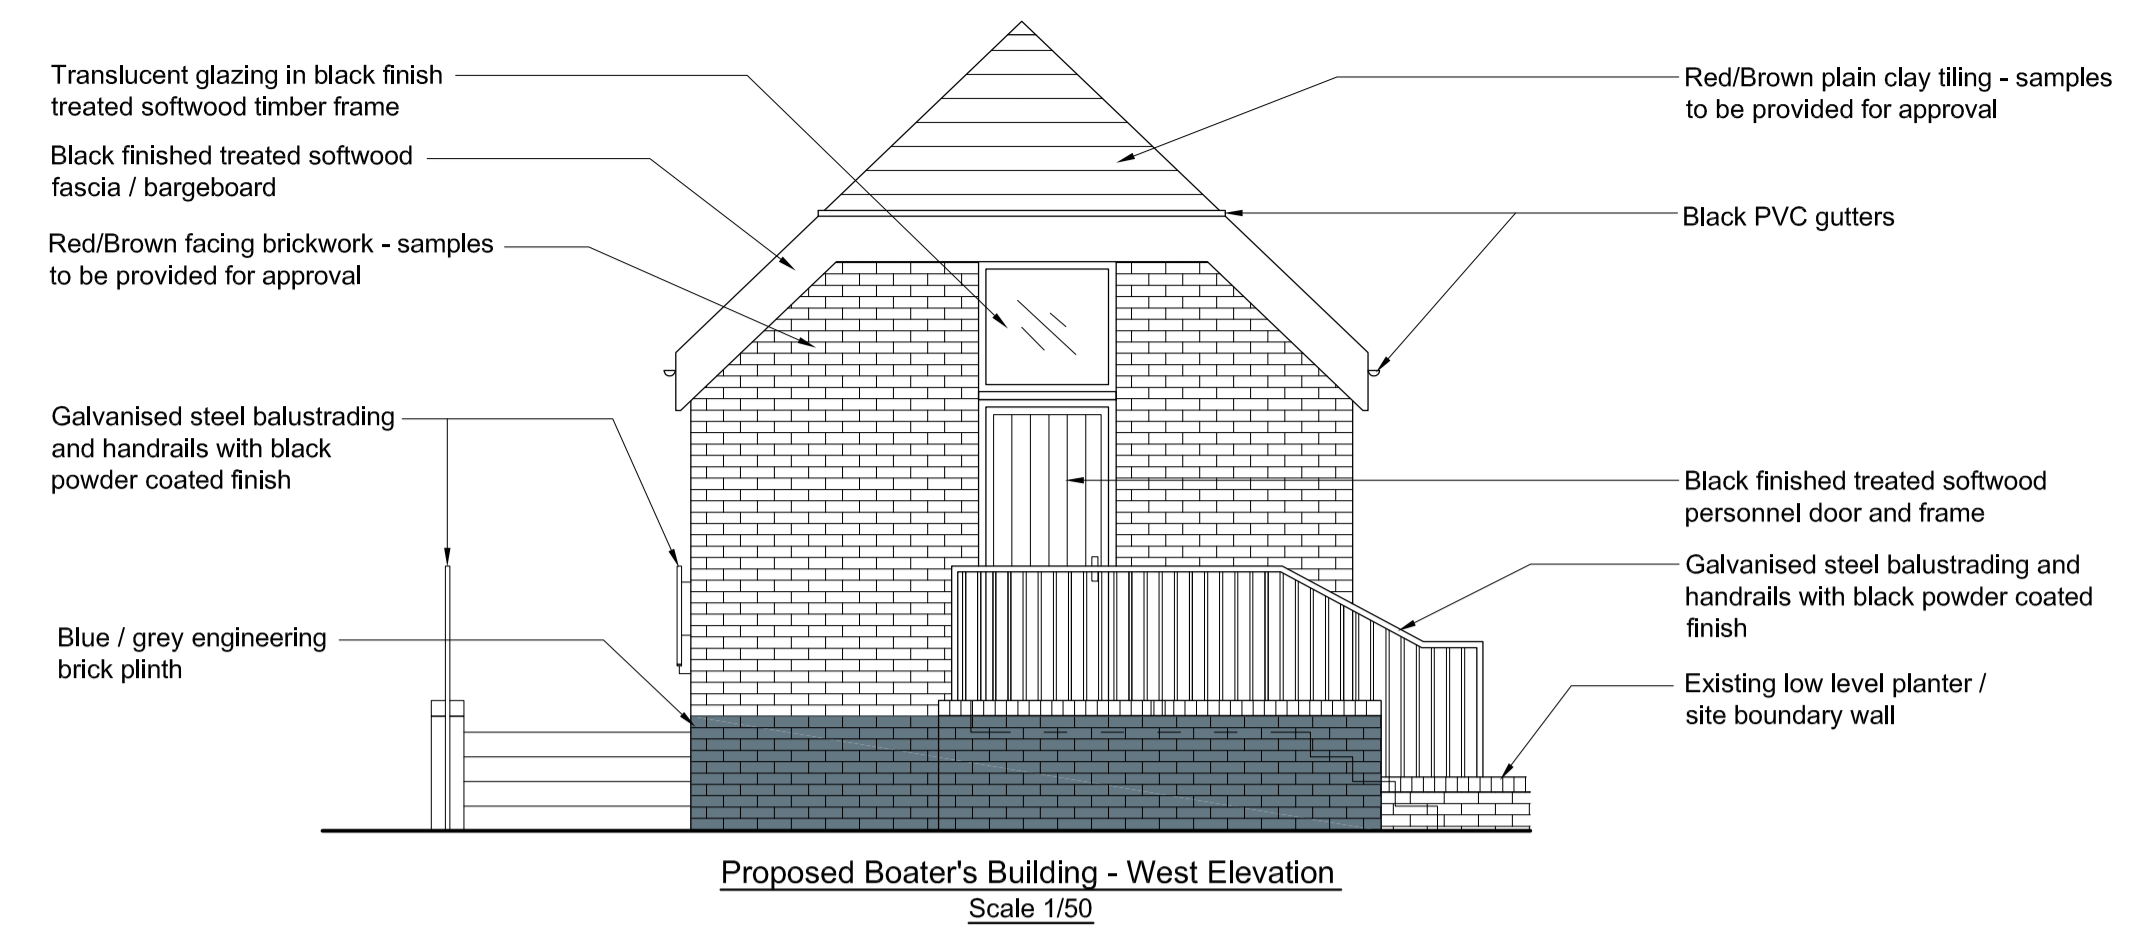 Translucent glazing in black finish
treated softwood timber frame
Black finished treated softwood
fascia / bargeboard
Red/Brown facing brickwork - samples
to be provided for approval
Galvanised steel balustrading
and handrails with black
powder coated finish
Blue / grey engineering
brick plinth
Red/Brown plain clay tiling - samples
to be provided for approval
Black PVC gutters
Black finished treated softwood
personnel door and frame
Galvanised steel balustrading and
handrails with black powder coated
finish
Existing low level planter /
site boundary wall
Proposed Boater's Building - West Elevation
Scale 1/50